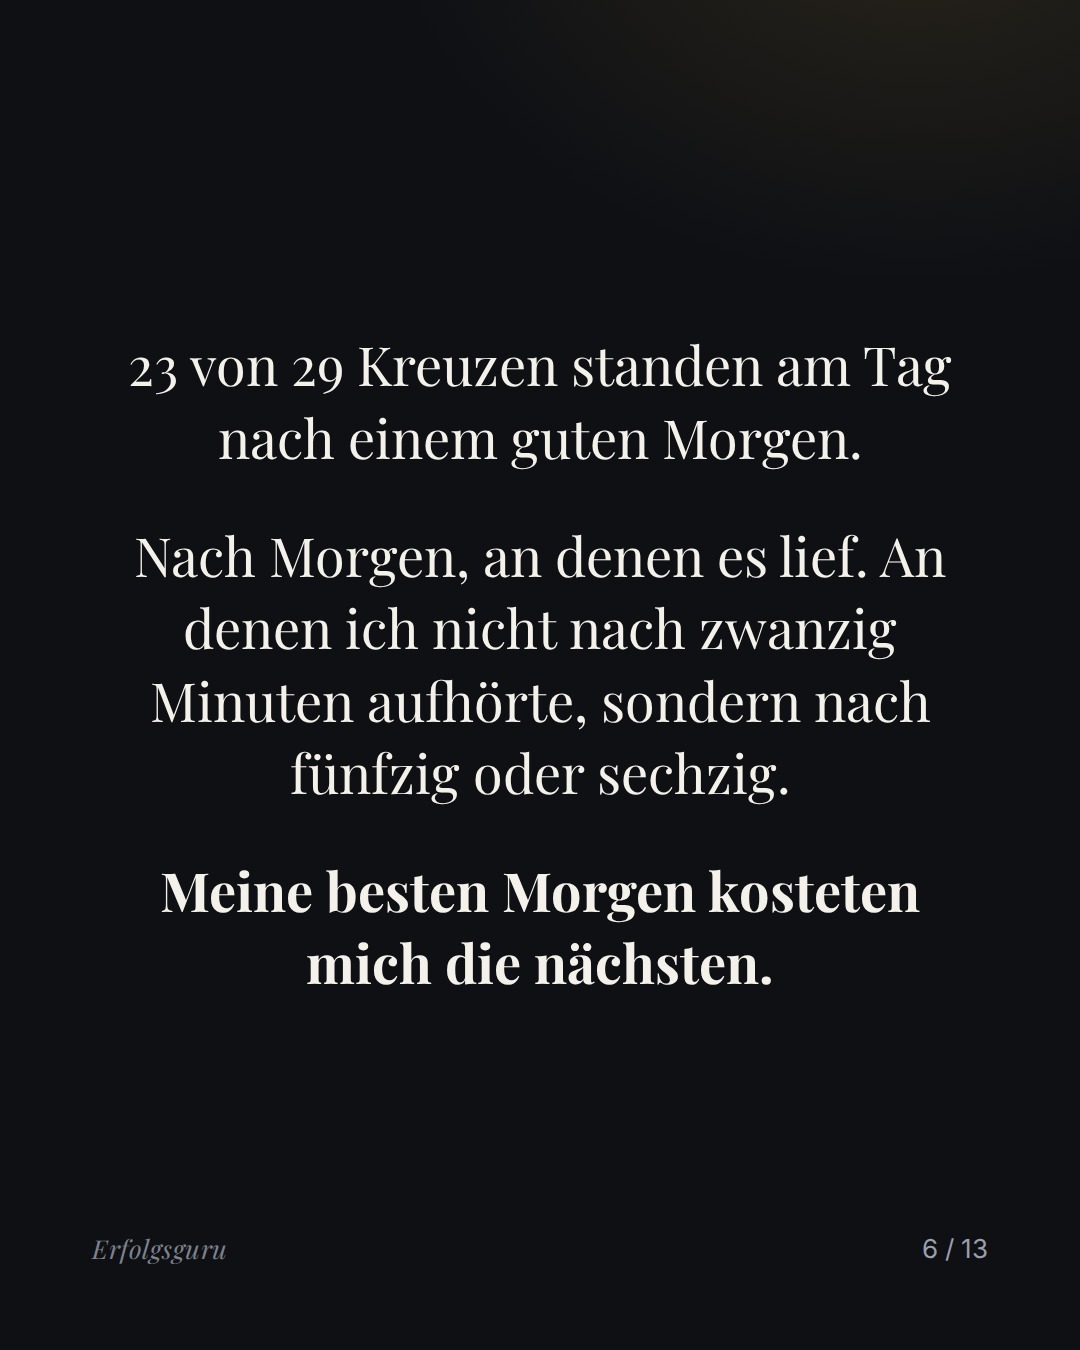 23 von 29 Kreuzen standen am Tag
nach einem guten Morgen.
Nach Morgen, an denen es lief. An
denen ich nicht nach zwanzig
Minuten aufhörte, sondern nach
fünfzig oder sechzig.
Meine besten Morgen kosteten
mich die nächsten.
Erfolgsguru
6 / 13